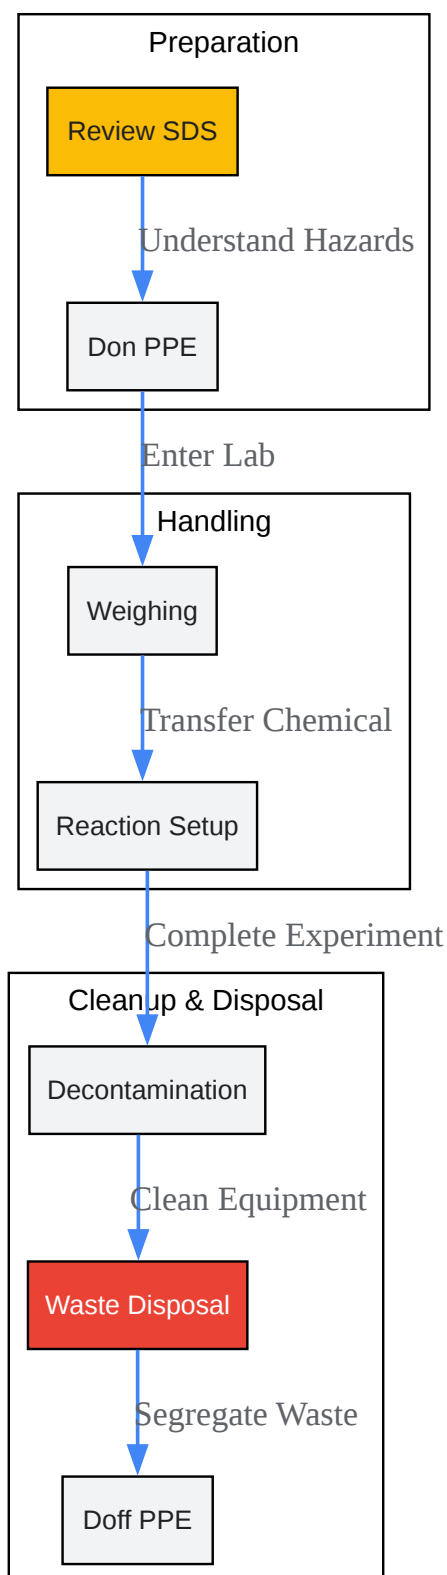 Preparation
Review SDS
Understand Hazards
Don PPE
Enter Lab
Handling
Weighing
Transfer Chemical
Reaction Setup
Complete Experiment
Cleanup & Disposal
Decontamination
Clean Equipment
Waste Disposal
Segregate Waste
Doff PPE